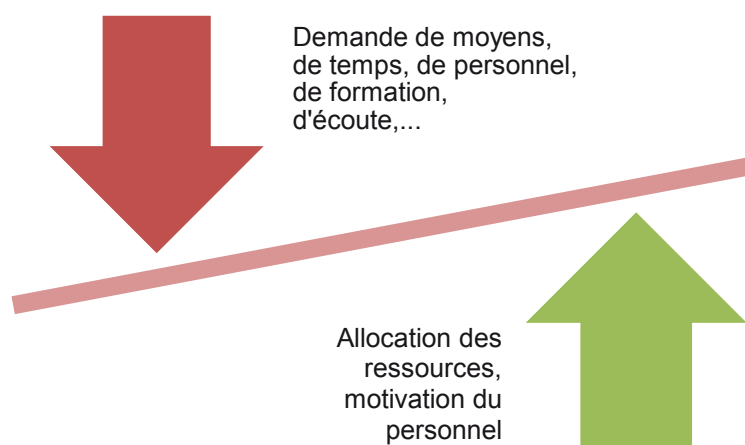 Demande de moyens,
de temps, de personnel,
de formation,
d'écoute,...
Allocation des
ressources,
motivation du
personnel